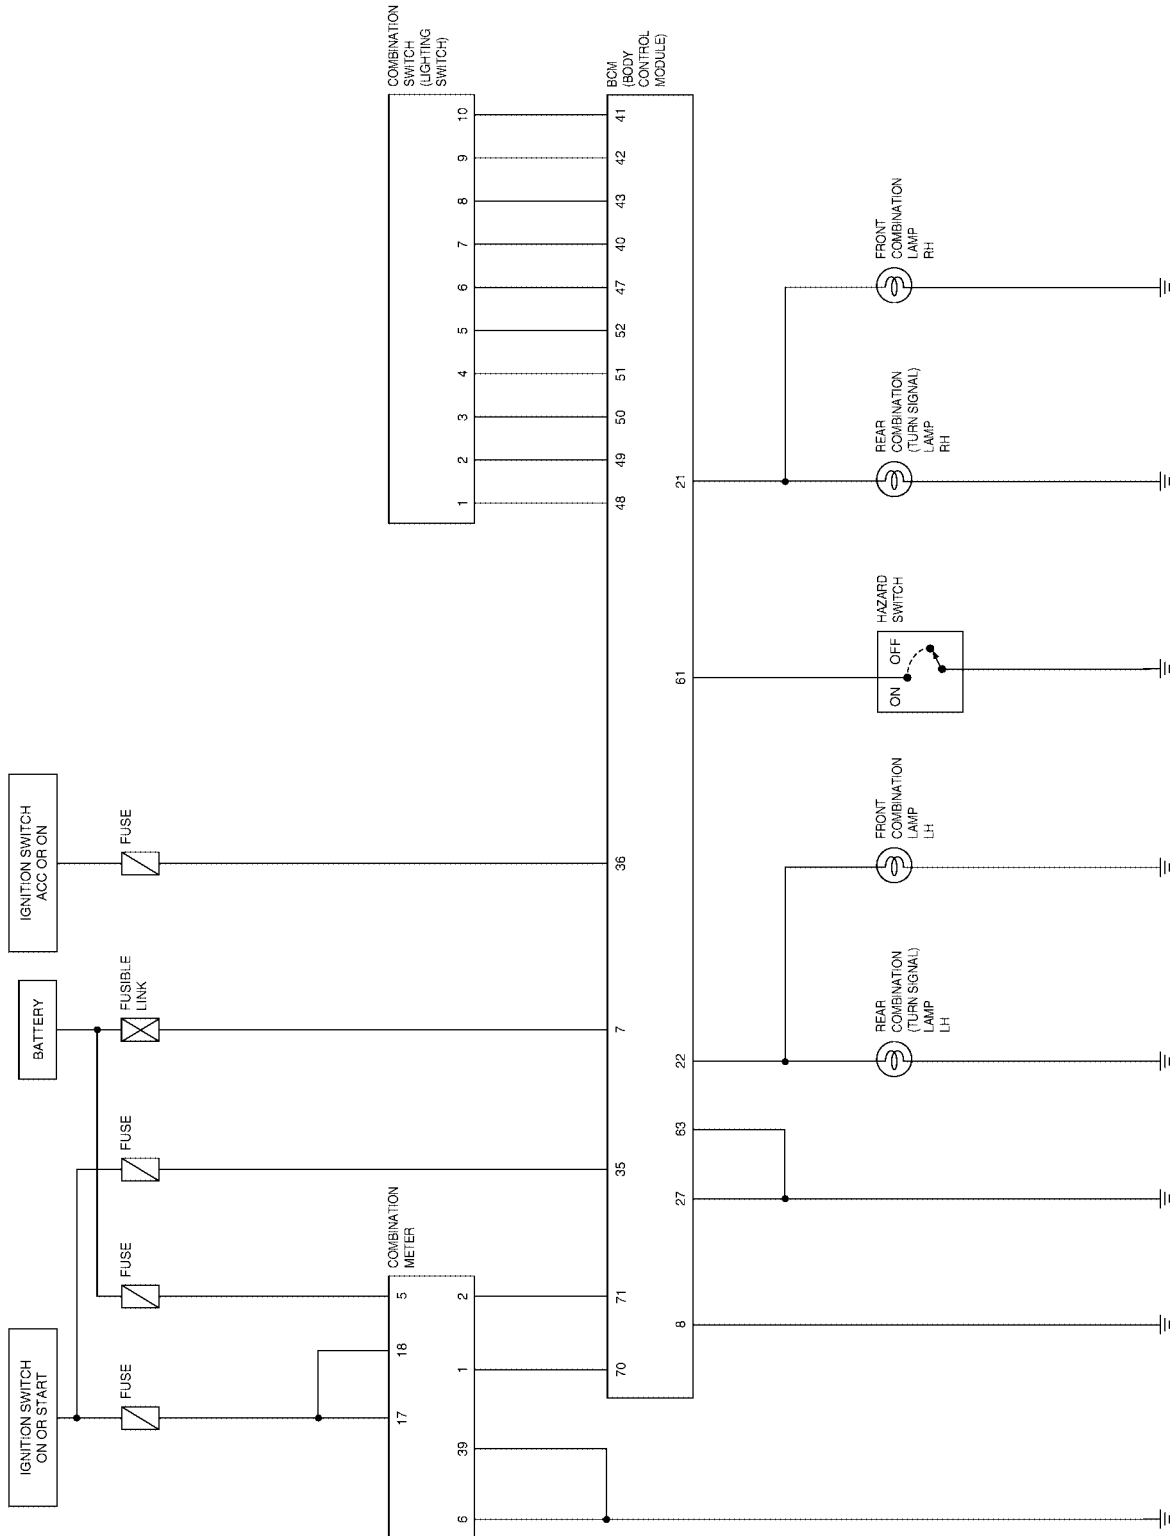 IGNITION SWITCH
ON OR START
BATTERY
IGNITION SWITCH
ACC OR ON
FUSE
FUSE
FUSE
FUSIBLE
LINK
FUSE
COMBINATION
METER
17
18
5
6
39
1
2
COMBINATION
SWITCH
(LIGHTING
SWITCH)
1
2
3
4
5
6
7
8
9
10
BCM
(BODY
CONTROL
MODULE)
70
71
35
7
36
48
49
50
51
52
47
40
43
42
41
8
27
63
22
61
21
REAR
COMBINATION
(TURN SIGNAL)
LAMP
LH
FRONT
COMBINATION
LAMP
LH
HAZARD
SWITCH
ON
OFF
REAR
COMBINATION
(TURN SIGNAL)
LAMP
RH
FRONT
COMBINATION
LAMP
RH